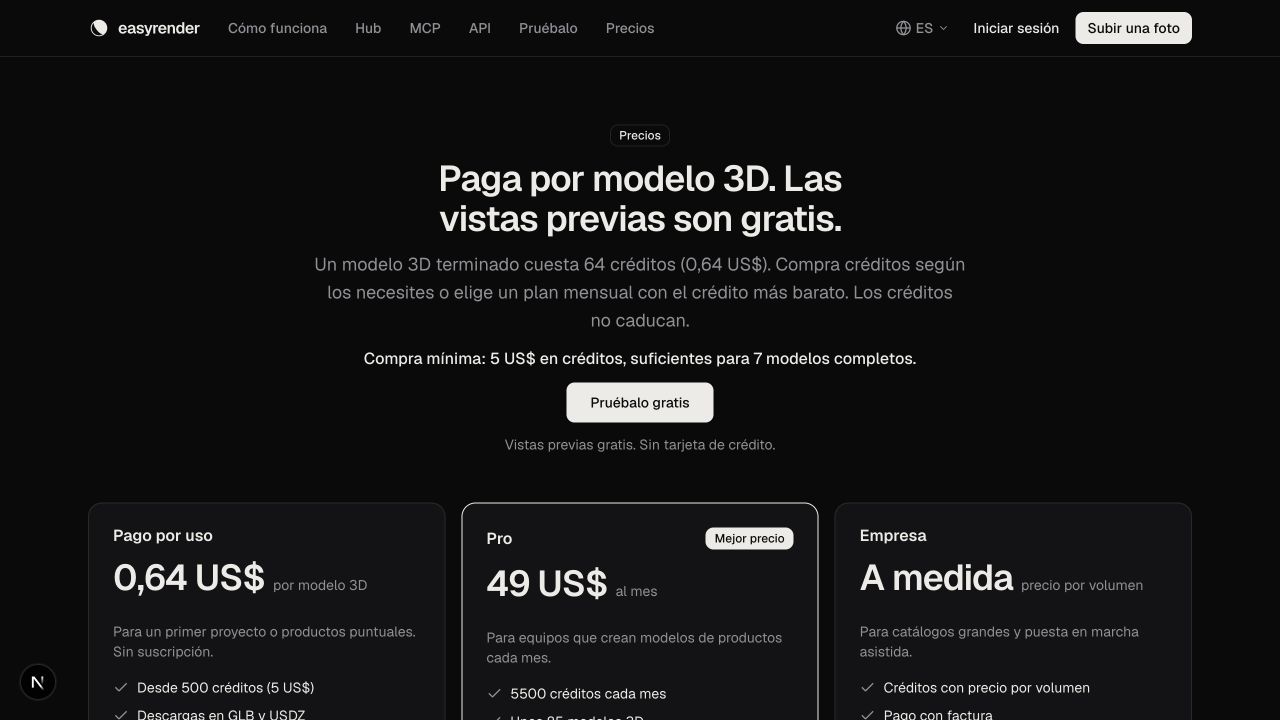 easyrender
Cómo funciona
Hub
MCP
API
Pruébalo
Precios
ES
Iniciar sesión
Subir una foto
Precios
Paga por modelo 3D. Las
vistas previas son gratis.
Un modelo 3D terminado cuesta 64 créditos (0,64 US$). Compra créditos según
los necesites o elige un plan mensual con el crédito más barato. Los créditos
no caducan.
Compra mínima: 5 US$ en créditos, suficientes para 7 modelos completos.
Pruébalo gratis
Vistas previas gratis. Sin tarjeta de crédito.
Pago por uso
0,64 US$ por modelo 3D
Para un primer proyecto o productos puntuales.
Sin suscripción.
Desde 500 créditos (5 US$)
Descargas en GLB y USDZ
Pro
Mejor precio
49 US$ al mes
Para equipos que crean modelos de productos
cada mes.
5500 créditos cada mes
Unos 85 modelos 3D
Empresa
A medida precio por volumen
Para catálogos grandes y puesta en marcha
asistida.
Créditos con precio por volumen
Pago con factura
N